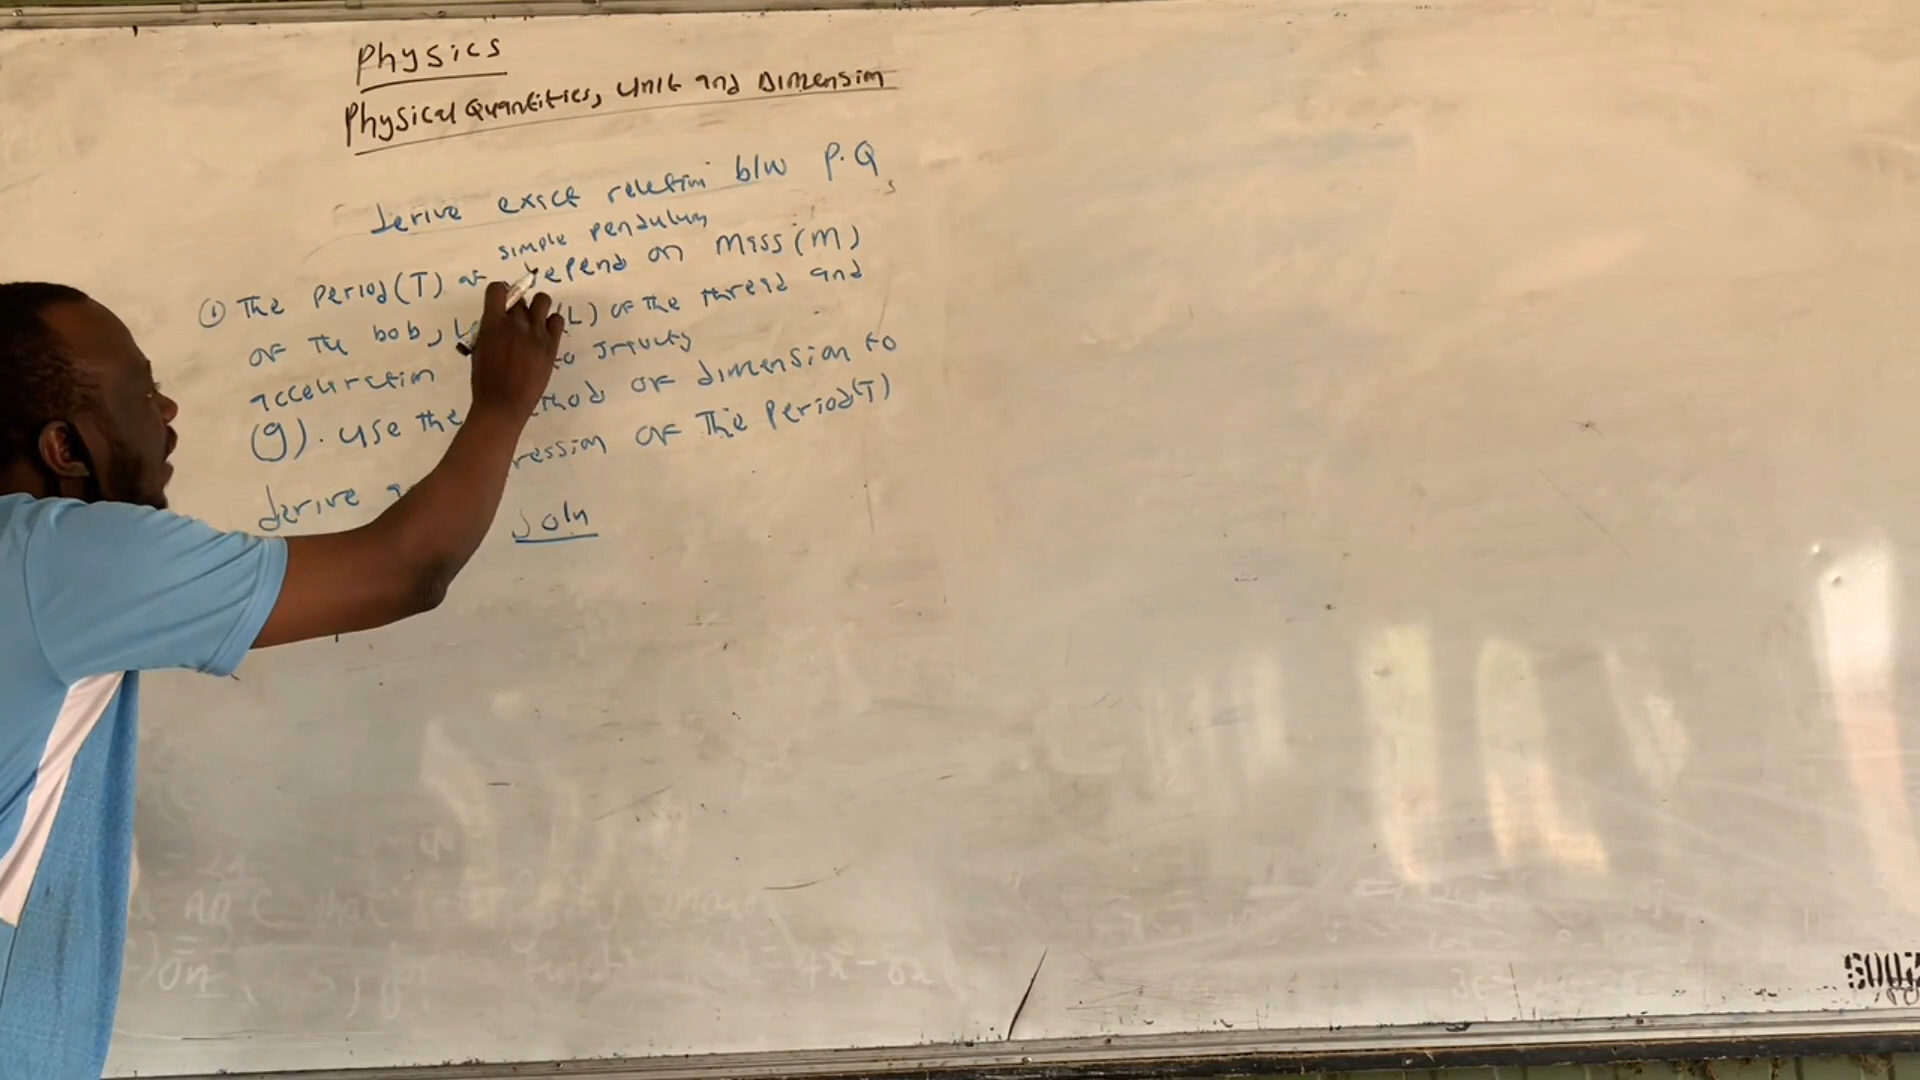 Physics
Physical Quantities, Unit and Dimension
Derive exact relation b/w P.Qs
simple pendulum
① The period (T) of depend on mass (m)
of the bob, (L) of the thread and
acceleration to gravity
(g). use the method of dimension to
derive expression of the period (T)
Soln